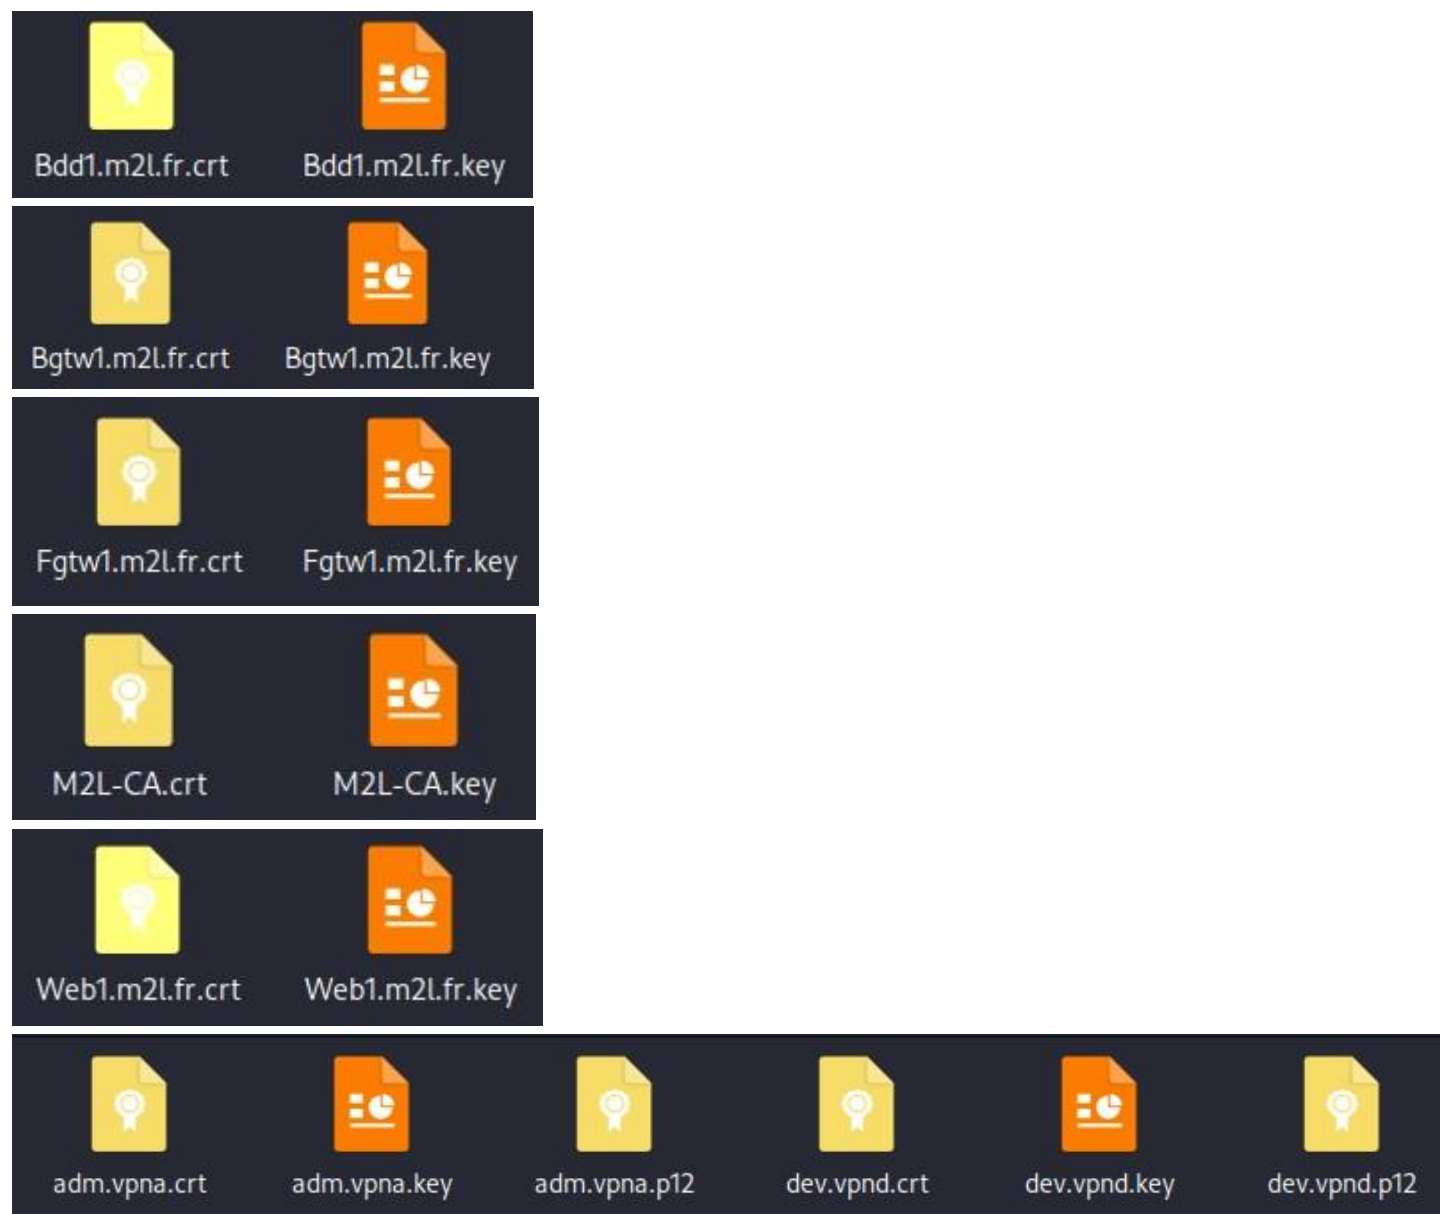 Bdd1.m2l.fr.crt Bdd1.m2l.fr.key
Bgtw1.m2l.fr.crt Bgtw1.m2l.fr.key
Fgtw1.m2l.fr.crt Fgtw1.m2l.fr.key
M2L-CA.crt M2L-CA.key
Web1.m2l.fr.crt Web1.m2l.fr.key
adm.vpna.crt adm.vpna.key adm.vpna.p12 dev.vpnd.crt dev.vpnd.key dev.vpnd.p12